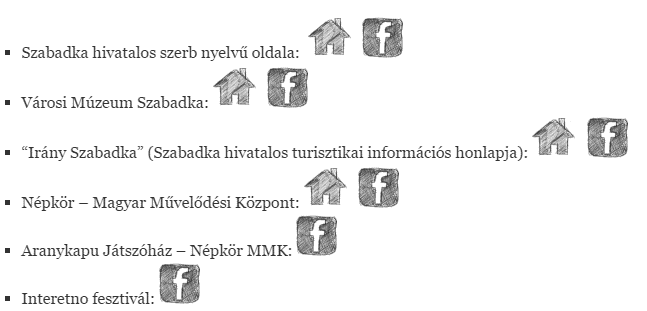 Szabadka hivatalos szerb nyelvű oldala:
Városi Múzeum Szabadka:
“Irány Szabadka” (Szabadka hivatalos turisztikai információs honlapja):
Népkör – Magyar Művelődési Központ:
Aranykapu Játszóház – Népkör MMK:
Interetno fesztivál: